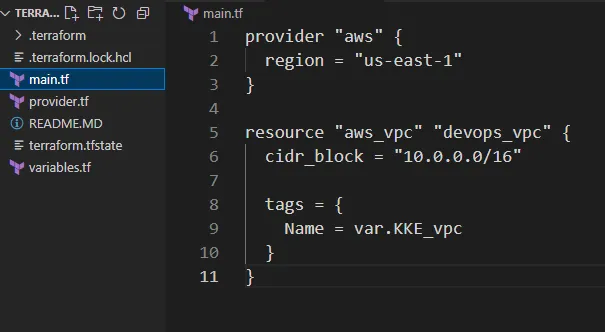 TERRA...
.terraform
.terraform.lock.hcl
main.tf
provider.tf
README.MD
terraform.tfstate
variables.tf
main.tf
1 provider "aws" {
2   region = "us-east-1"
3 }
4
5 resource "aws_vpc" "devops_vpc" {
6   cidr_block = "10.0.0.0/16"
7
8   tags = {
9     Name = var.KKE_vpc
10   }
11 }